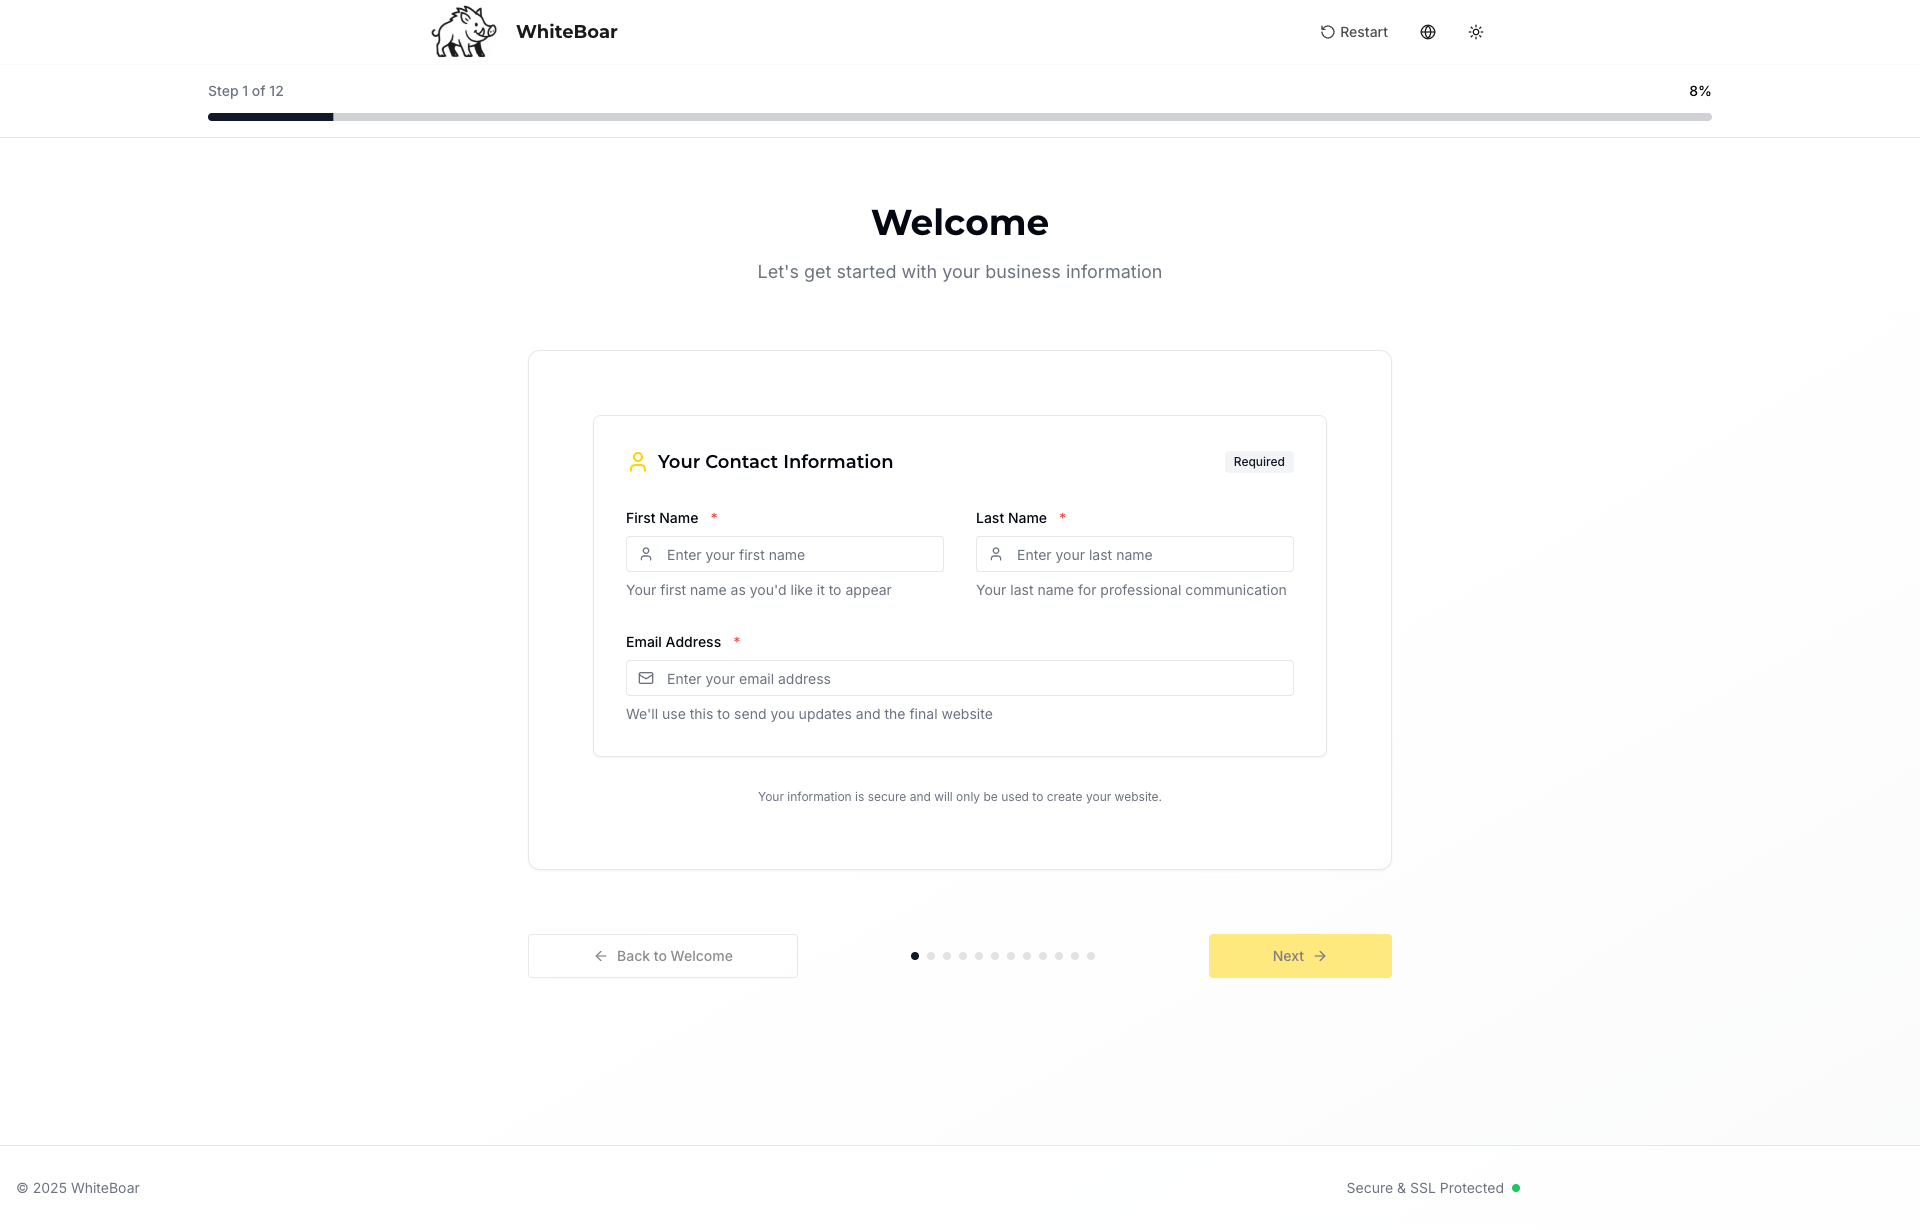 WhiteBoar
Restart
Step 1 of 12
8%
Welcome
Let's get started with your business information
Your Contact Information
Required
First Name *
Last Name *
Enter your first name
Enter your last name
Your first name as you'd like it to appear
Your last name for professional communication
Email Address *
Enter your email address
We'll use this to send you updates and the final website
Your information is secure and will only be used to create your website.
Back to Welcome
Next
© 2025 WhiteBoar
Secure & SSL Protected